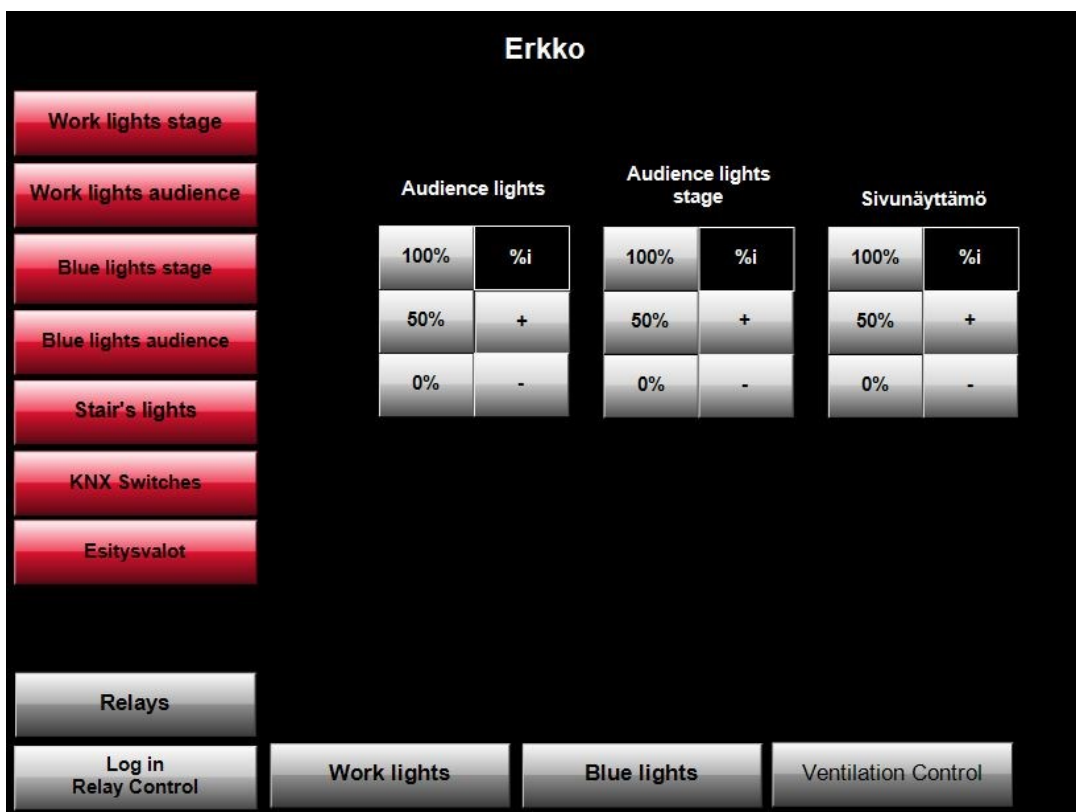 Erkko
Work lights stage
Work lights audience
Blue lights stage
Blue lights audience
Stair's lights
KNX Switches
Esitysvalot
Relays
Log in
Relay Control
Audience lights
100% %i
50% +
0% -
Audience lights
stage
100% %i
50% +
0% -
Sivunäyttämö
100% %i
50% +
0% -
Work lights
Blue lights
Ventilation Control